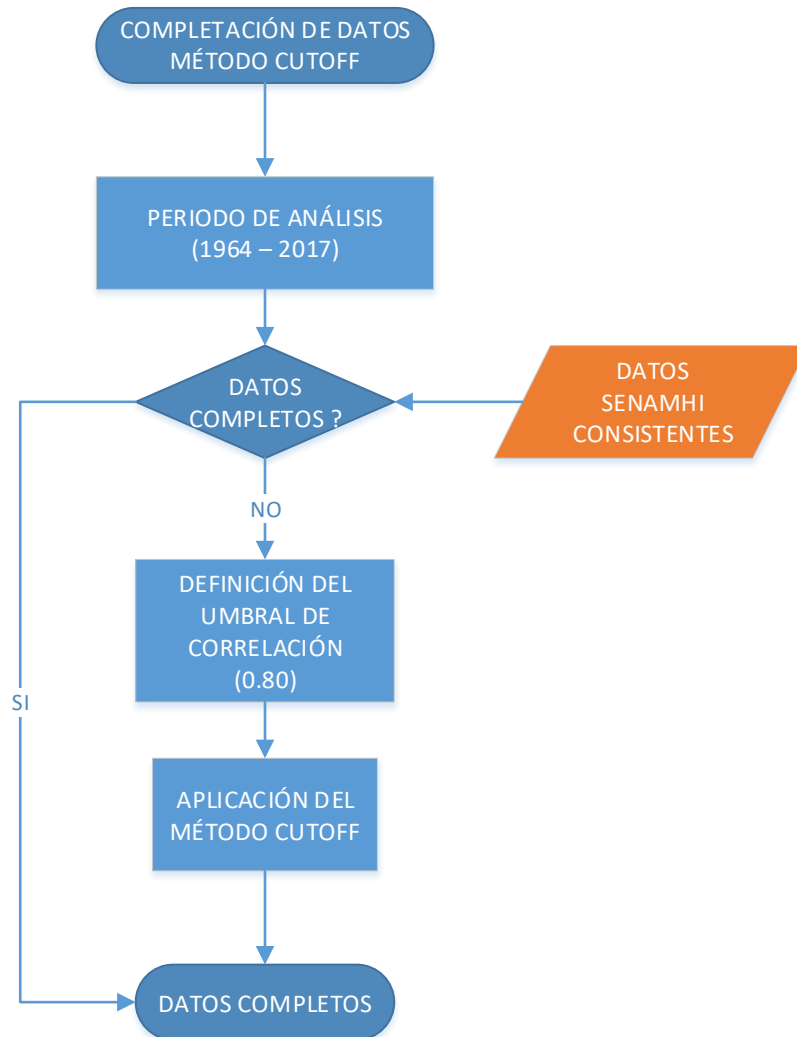 COMPLETACIÓN DE DATOS
MÉTODO CUTOFF
PERIODO DE ANÁLISIS
(1964 – 2017)
DATOS
COMPLETOS ?
DATOS
SENAMHI
CONSISTENTES
NO
DEFINICIÓN DEL
UMBRAL DE
CORRELACIÓN
(0.80)
SI
APLICACIÓN DEL
MÉTODO CUTOFF
DATOS COMPLETOS